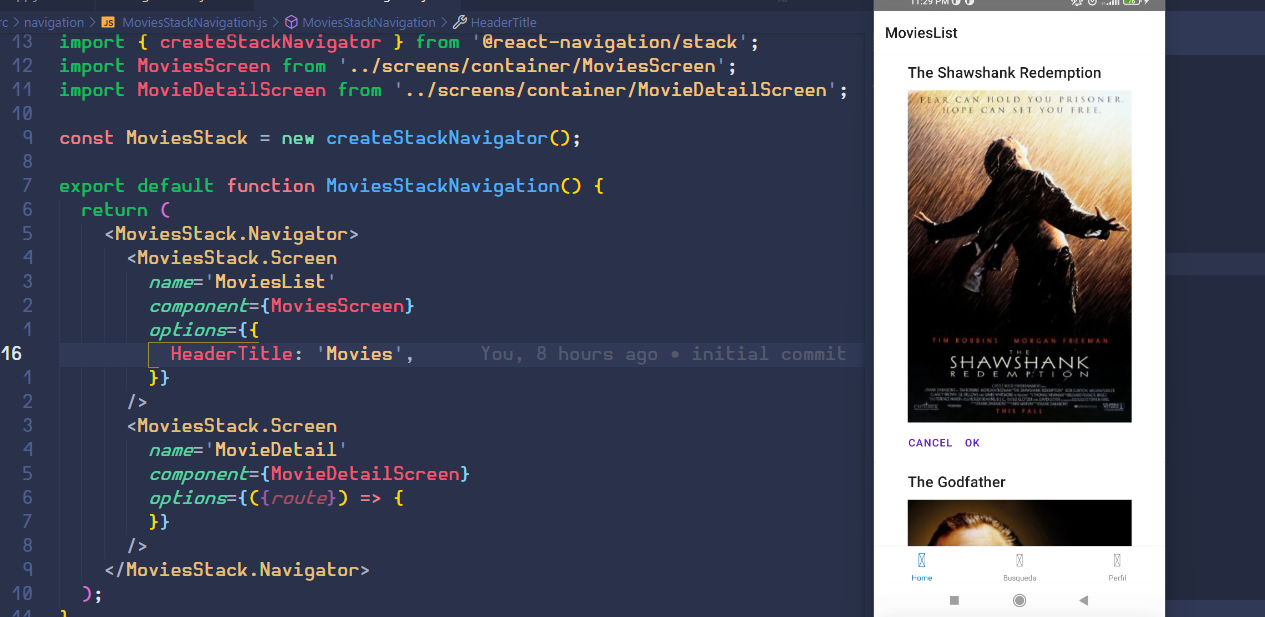 11:29 PM
rc > navigation > JS MoviesStackNavigation.js > MoviesStackNavigation > HeaderTitle
13 import { createStackNavigator } from '@react-navigation/stack';
12 import MoviesScreen from '../screens/container/MoviesScreen';
11 import MovieDetailScreen from '../screens/container/MovieDetailScreen';
10
9 const MoviesStack = new createStackNavigator();
8
7 export default function MoviesStackNavigation() {
6 return (
5 <MoviesStack.Navigator>
4 <MoviesStack.Screen
3 name='MoviesList'
2 component={MoviesScreen}
1 options={{
16 HeaderTitle: 'Movies', You, 8 hours ago • initial commit
1 }}
2 />
3 <MoviesStack.Screen
4 name='MovieDetail'
5 component={MovieDetailScreen}
6 options={({route}) => {
7 }}
8 />
9 </MoviesStack.Navigator>
10 );
11 }
MoviesList
The Shawshank Redemption
FEAR CAN HOLD YOU PRISONER.
HOPE CAN SET YOU FREE.
TIM ROBBINS MORGAN FREEMAN
THE
SHAWSHANK
REDEMPTION
THIS FALL
CANCEL OK
The Godfather
Home Busqueda Perfil